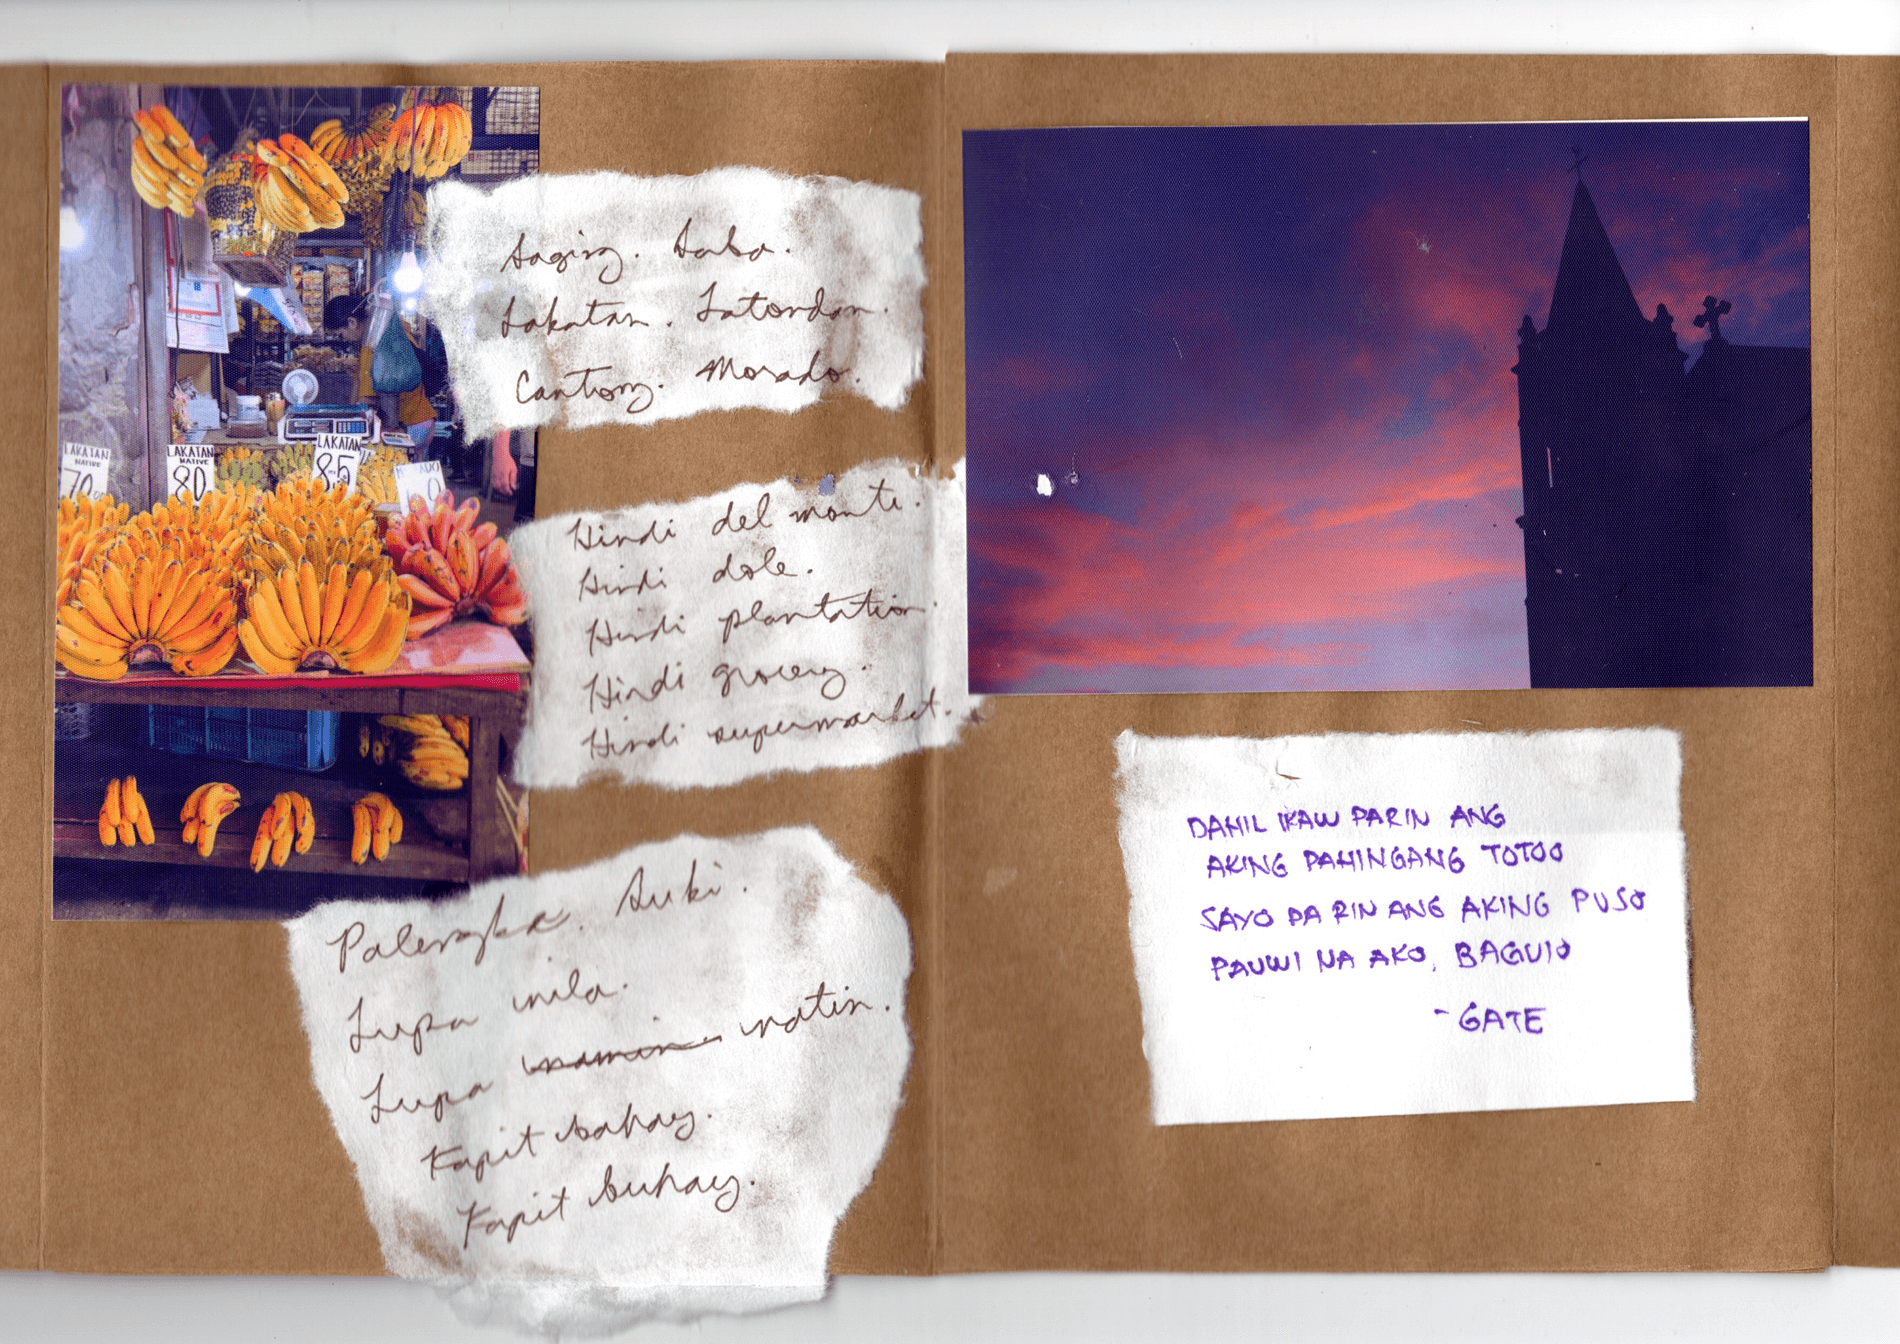 Saging. Saba.
Lakatan. Latondan.
Cantong. Morado.
LAKATAN
NATIVE
70
LAKATAN
NATIVE
80
LAKATAN
85
ADO
0
Hindi del monte.
Hindi dole.
Hindi plantation.
Hindi grocery.
Hindi supermarket.
Palengke. Suki.
Lupa nila.
Lupa namin. natin.
Kapit bahay.
Kapit buhay.
DAHIL IKAW PARIN ANG
AKING PAHINGANG TOTOO
SAYO PA RIN ANG AKING PUSO
PAUWI NA AKO, BAGUIO
-GATE